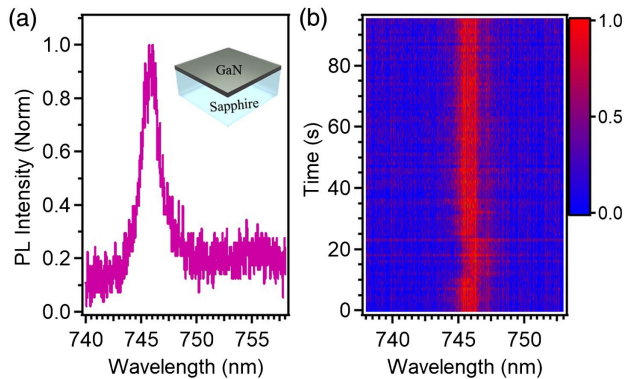 (a)
PL Intensity (Norm)
1.0
0.8
0.6
0.4
0.2
0.0
GaN
Sapphire
740
745
750
755
Wavelength (nm)
(b)
Time (s)
80
60
40
20
0
740
745
750
Wavelength (nm)
1.0
0.5
0.0